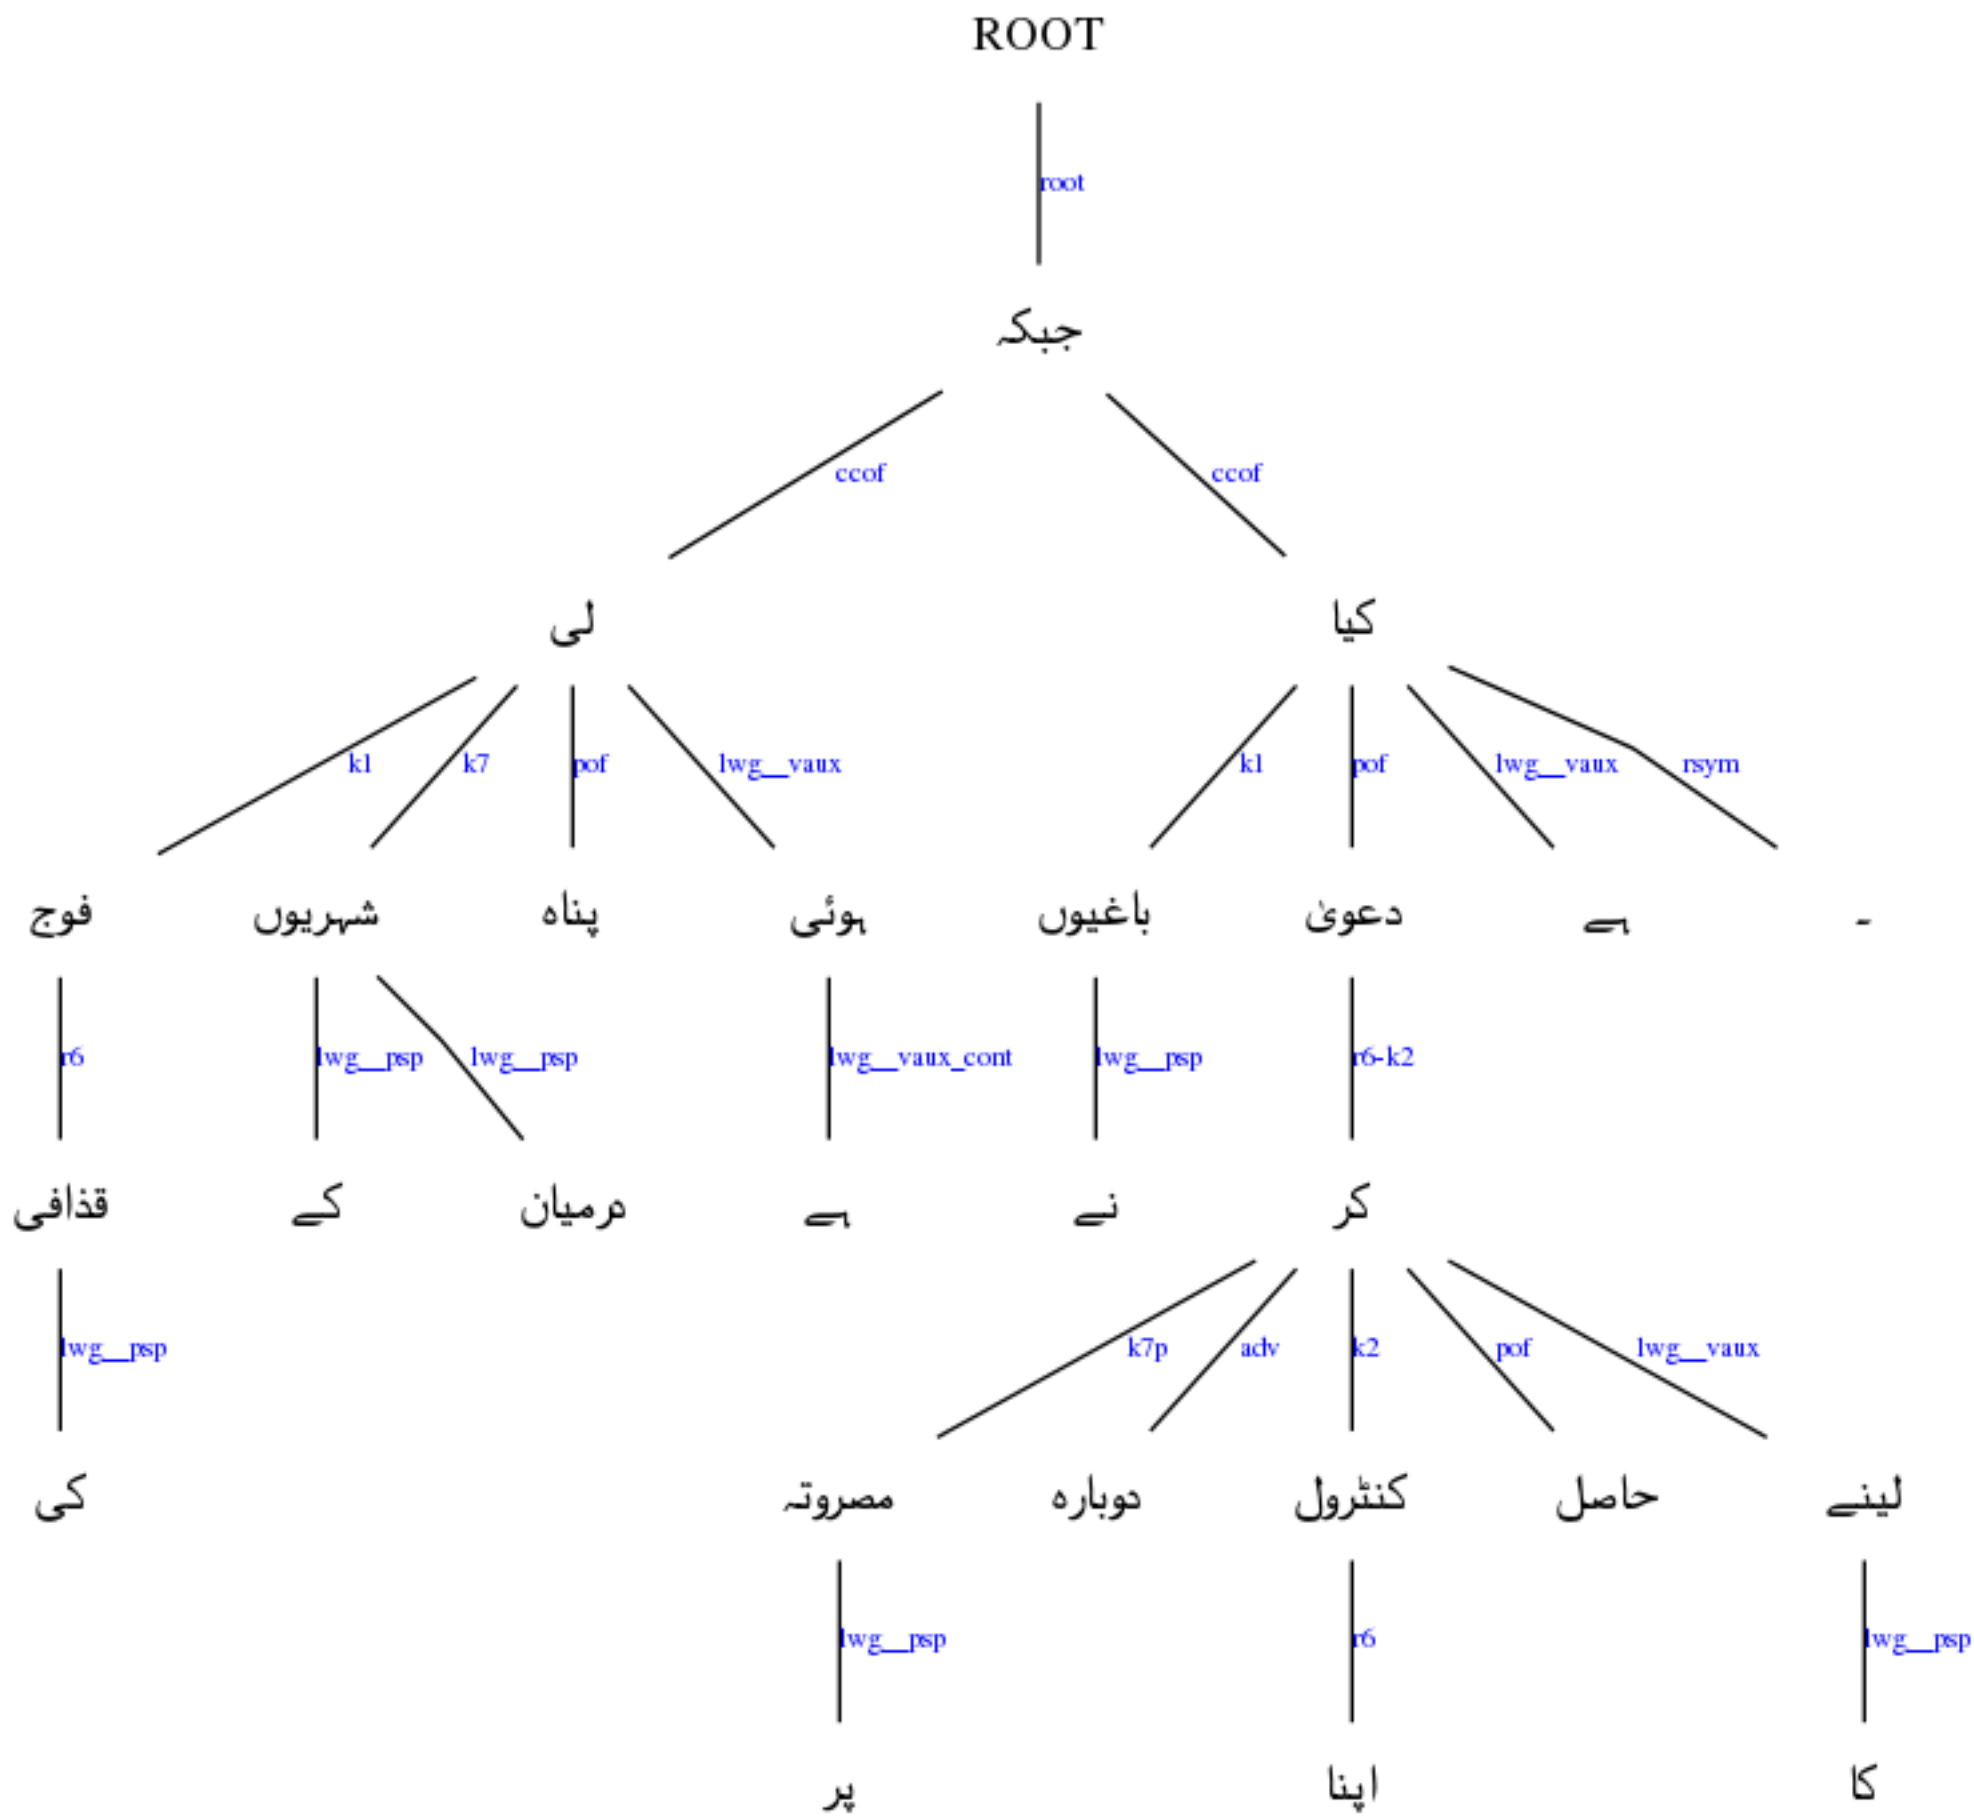 ROOT
root
جبکہ
ccof ccof
لی کیا
k1 k7 pof lwg__vaux k1 pof lwg__vaux rsym
فوج شہریوں پناہ ہوئی باغیوں دعویٰ ہے ۔
r6 lwg__psp lwg__psp lwg__vaux_cont lwg__psp r6-k2
قذافی کے درمیان ہے نے کر
lwg__psp k7p adv k2 pof lwg__vaux
کی مصروتہ دوبارہ کنٹرول حاصل لینے
lwg__psp r6 lwg__psp
پر اپنا کا